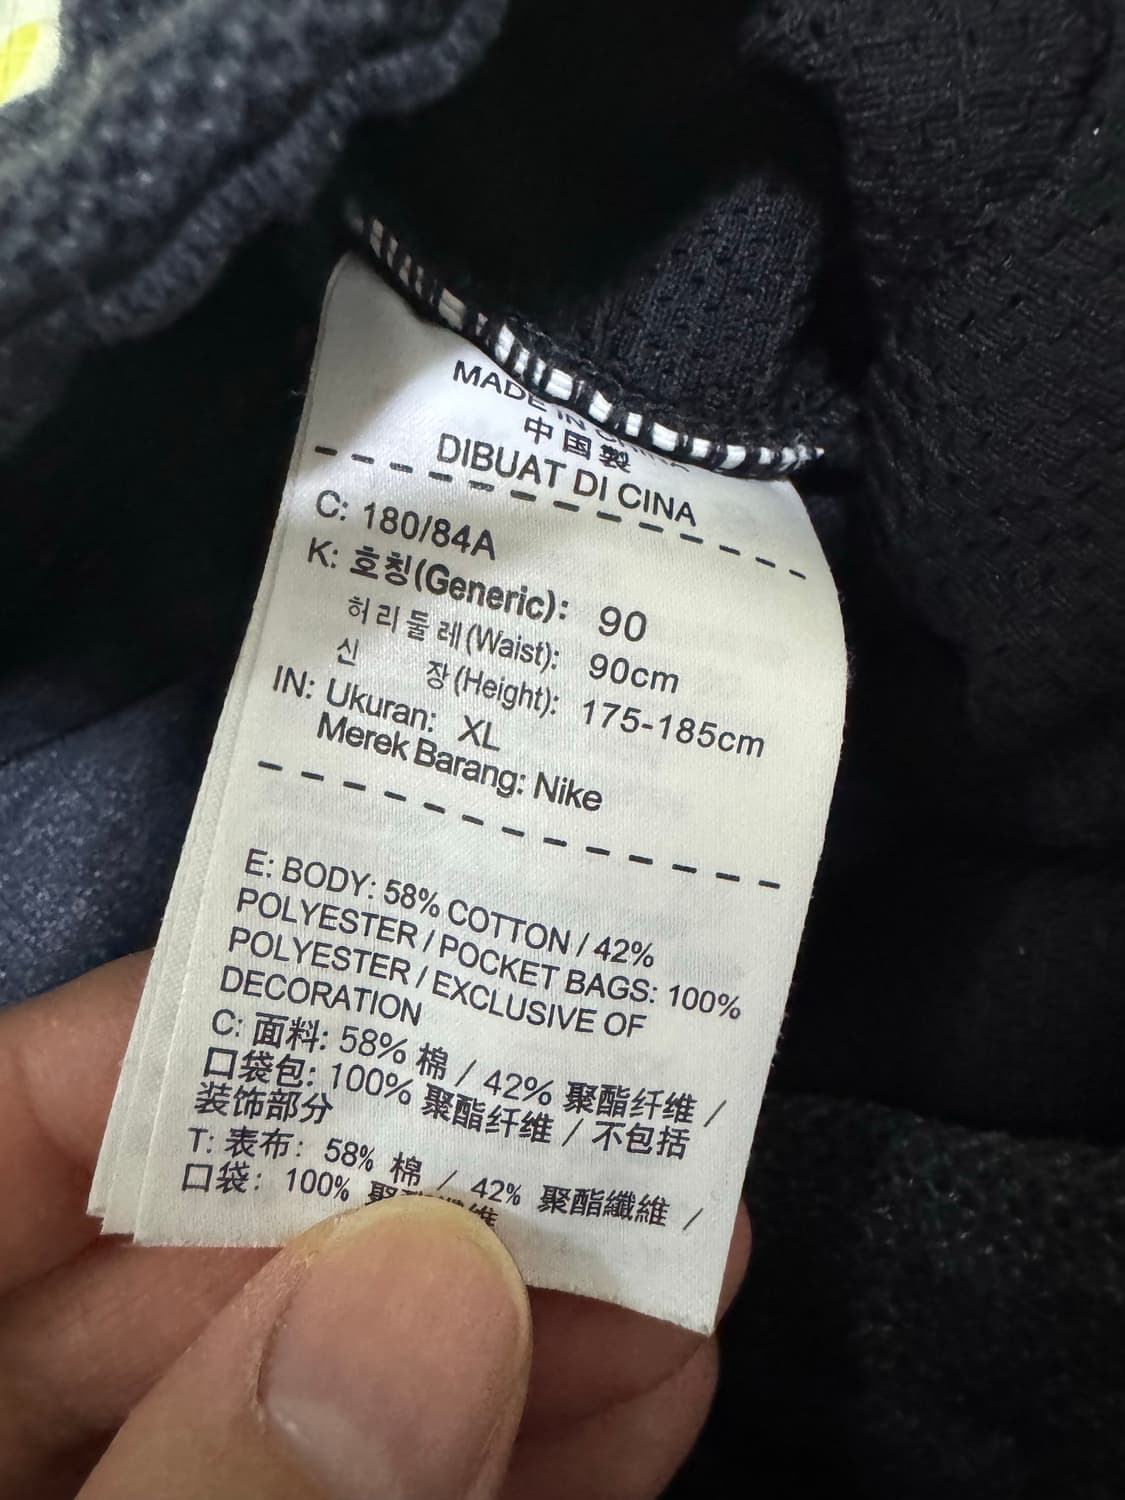 MADE IN CHINA
中国製
DIBUAT DI CINA
C: 180/84A
K: 호칭(Generic): 90
허리둘레(Waist): 90cm
신 장(Height): 175-185cm
IN: Ukuran: XL
Merek Barang: Nike
E: BODY: 58% COTTON / 42%
POLYESTER / POCKET BAGS: 100%
POLYESTER / EXCLUSIVE OF
DECORATION
C: 面料: 58% 棉 / 42% 聚酯纤维 /
口袋包: 100% 聚酯纤维 / 不包括
装饰部分
T: 表布: 58% 棉 / 42% 聚酯纖維 /
口袋: 100% 聚酯纖維